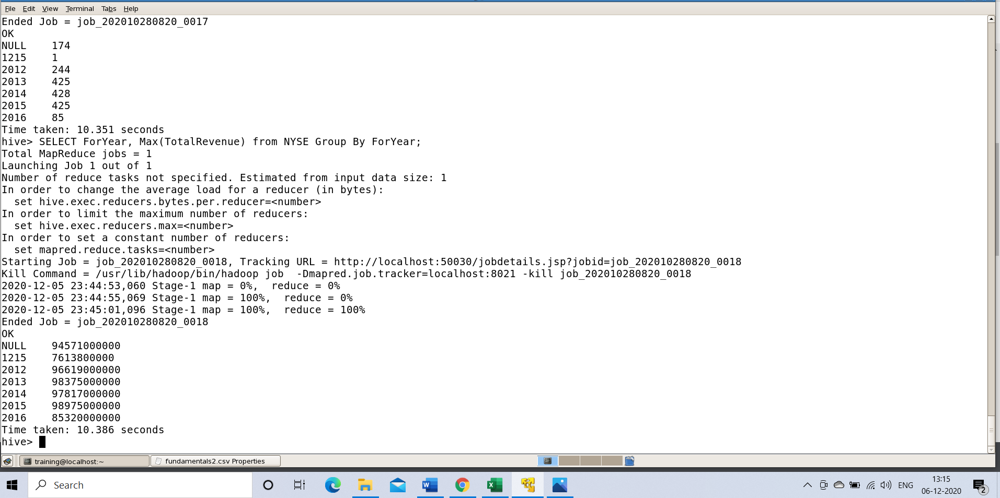 File Edit View Terminal Tabs Help
Ended Job = job_202010280820_0017
OK
NULL    174
1215    1
2012    244
2013    425
2014    428
2015    425
2016    85
Time taken: 10.351 seconds
hive> SELECT ForYear, Max(TotalRevenue) from NYSE Group By ForYear;
Total MapReduce jobs = 1
Launching Job 1 out of 1
Number of reduce tasks not specified. Estimated from input data size: 1
In order to change the average load for a reducer (in bytes):
  set hive.exec.reducers.bytes.per.reducer=<number>
In order to limit the maximum number of reducers:
  set hive.exec.reducers.max=<number>
In order to set a constant number of reducers:
  set mapred.reduce.tasks=<number>
Starting Job = job_202010280820_0018, Tracking URL = http://localhost:50030/jobdetails.jsp?jobid=job_202010280820_0018
Kill Command = /usr/lib/hadoop/bin/hadoop job  -Dmapred.job.tracker=localhost:8021 -kill job_202010280820_0018
2020-12-05 23:44:53,060 Stage-1 map = 0%,  reduce = 0%
2020-12-05 23:44:55,069 Stage-1 map = 100%,  reduce = 0%
2020-12-05 23:45:01,096 Stage-1 map = 100%,  reduce = 100%
Ended Job = job_202010280820_0018
OK
NULL    94571000000
1215    7613800000
2012    96619000000
2013    98375000000
2014    97817000000
2015    98975000000
2016    85320000000
Time taken: 10.386 seconds
hive>
training@localhost:~ fundamentals2.csv Properties
Search
W
X
ENG
13:15
06-12-2020
2